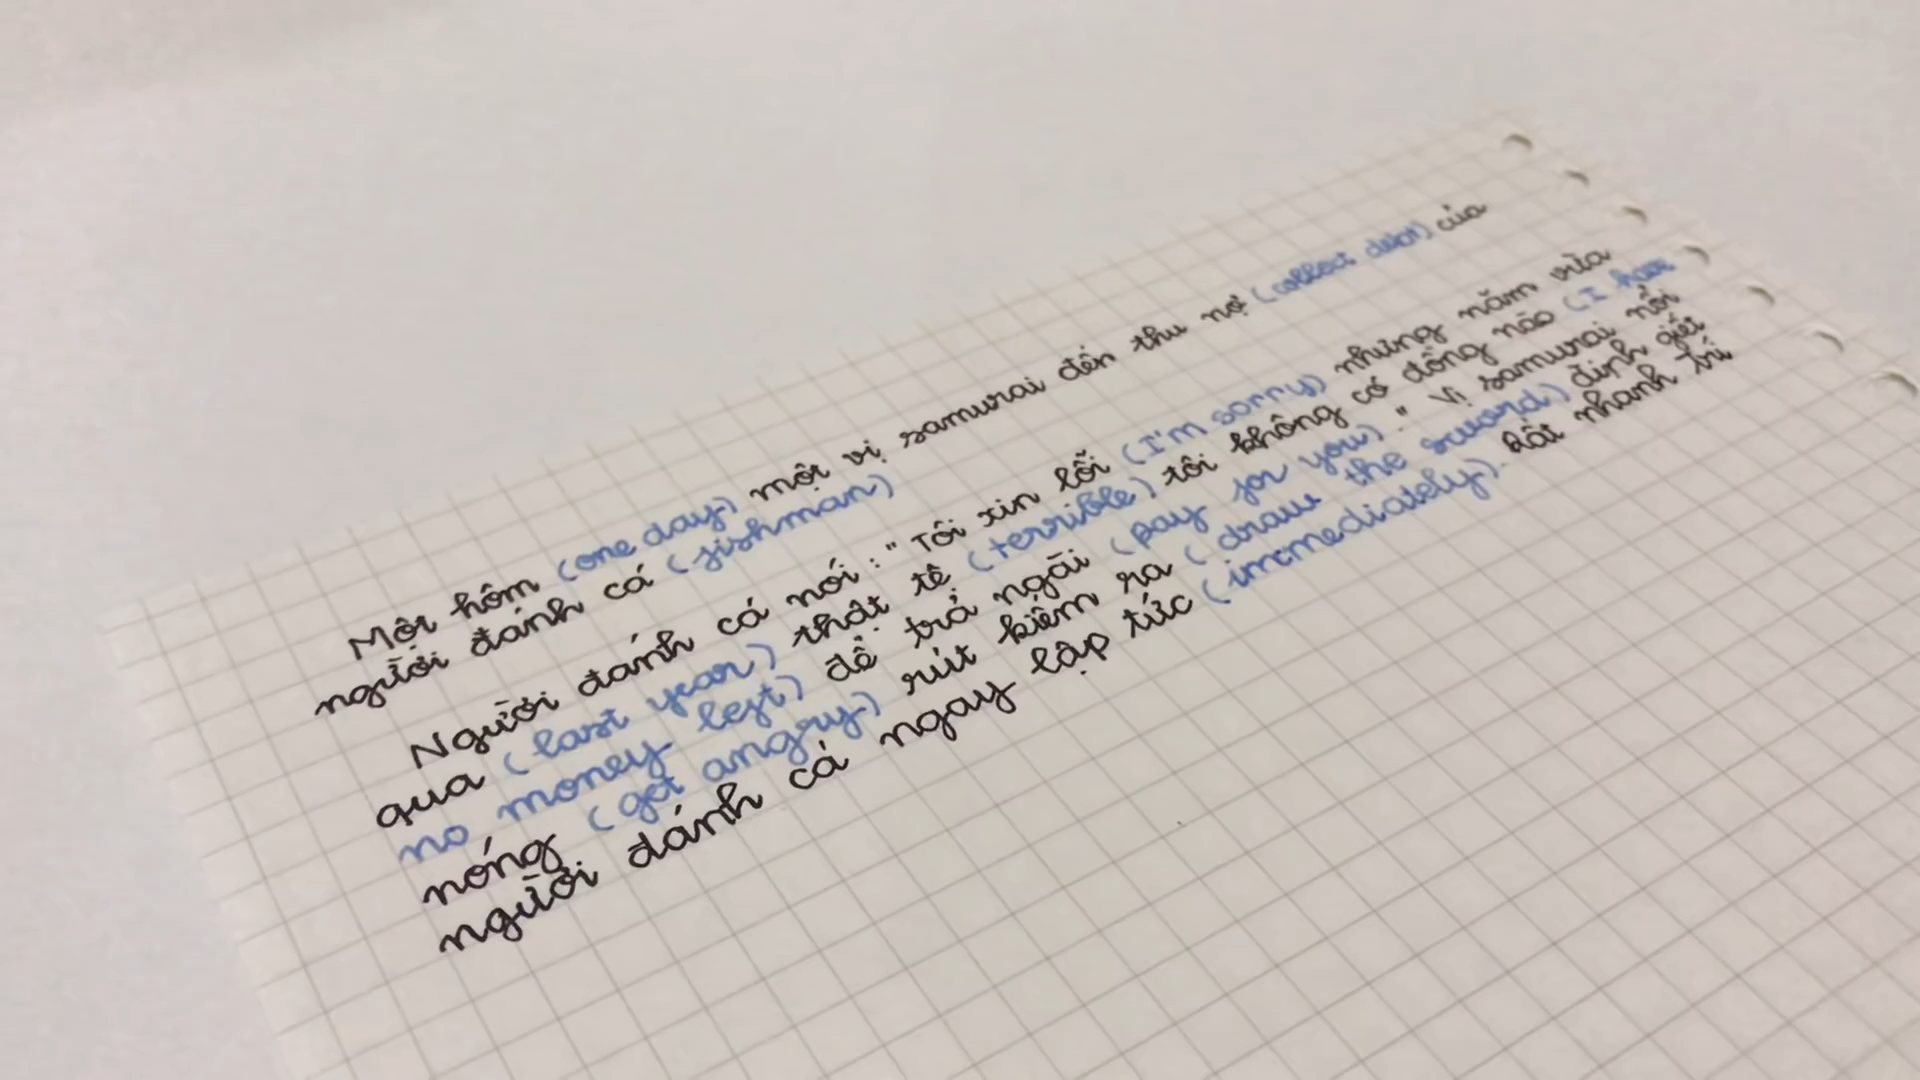 Một hôm (one day) một vị samurai đến thu nợ (collect debt) của
người đánh cá (fishman)
Người đánh cá nói : " Tôi xin lỗi (I'm sorry) nhưng năm vừa
qua (last year) thật tệ (terrible) tôi không có đồng nào (I have
no money left) để trả ngài (pay for you) ." Vị samurai nổi
nóng (get angry) rút kiếm ra (draw the sword) định giết
người đánh cá ngay lập tức (immediately). Rất nhanh trí